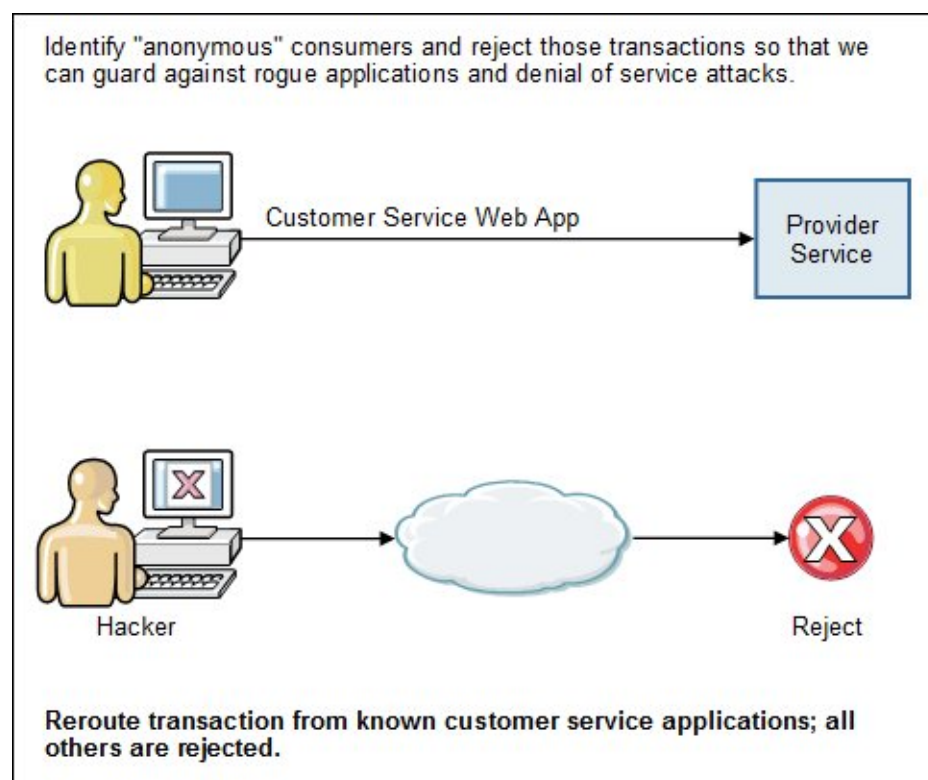 Identify "anonymous" consumers and reject those transactions so that we
can guard against rogue applications and denial of service attacks.
Customer Service Web App
Provider
Service
X
X
Hacker
Reject
Reroute transaction from known customer service applications; all
others are rejected.